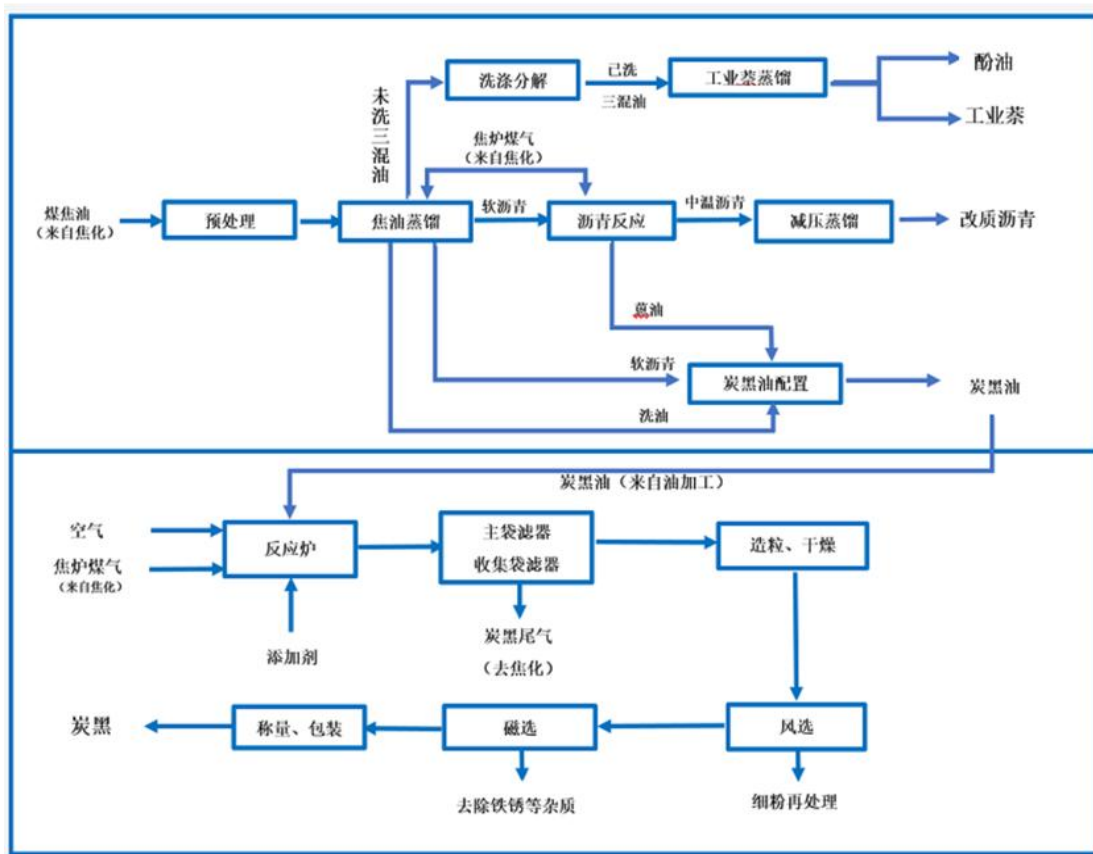 洗涤分解
已洗
三混油
工业萘蒸馏
酚油
工业萘
未洗三混油
焦炉煤气
（来自焦化）
煤焦油
（来自焦化）
预处理
焦油蒸馏
软沥青
沥青反应
中温沥青
减压蒸馏
改质沥青
蒽油
软沥青
炭黑油配置
炭黑油
洗油
炭黑油（来自油加工）
空气
焦炉煤气
（来自焦化）
反应炉
添加剂
主袋滤器
收集袋滤器
炭黑尾气
（去焦化）
造粒、干燥
炭黑
称量、包装
磁选
风选
去除铁锈等杂质
细粉再处理